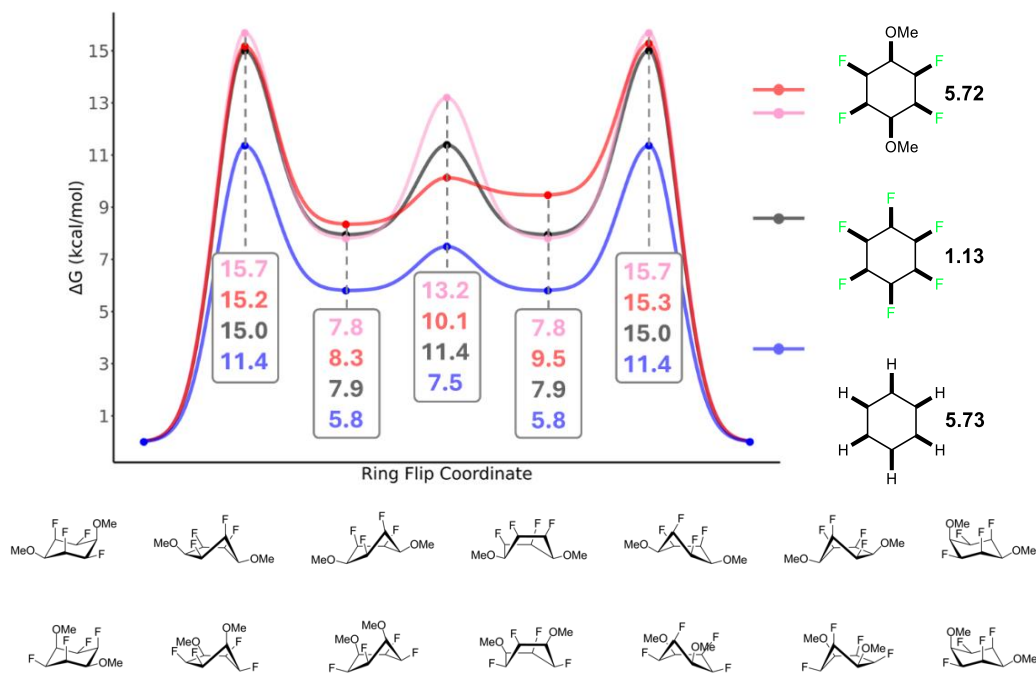 15
13
11
9
7
5
3
1
ΔG (kcal/mol)
Ring Flip Coordinate
15.7
15.2
15.0
11.4
7.8
8.3
7.9
5.8
13.2
10.1
11.4
7.5
7.8
9.5
7.9
5.8
15.7
15.3
15.0
11.4
OMe
F F
5.72
F F
OMe
F
F F
1.13
F F
F
H
H H
5.73
H H
H
F F F OMe MeO F
F F F F MeO OMe
F F F F MeO OMe
F F F F MeO OMe
F F F F MeO OMe
F F F F MeO OMe
OMe F F F F OMe
OMe F F F F OMe
OMe MeO F F F F
OMe MeO F F F F
F OMe MeO F F F
MeO F F OMe F F
F MeO F OMe F F
OMe F F F F OMe